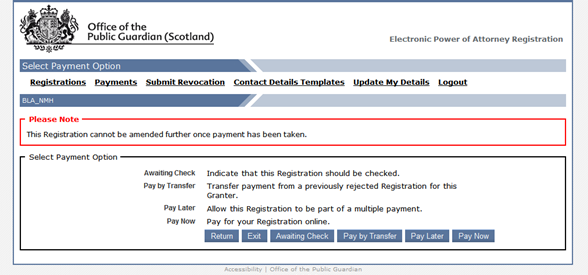 Office of the
Public Guardian (Scotland)
Electronic Power of Attorney Registration
Select Payment Option
Registrations Payments Submit Revocation Contact Details Templates Update My Details Logout
BLA_NMH
Please Note
This Registration cannot be amended further once payment has been taken.
Select Payment Option
Awaiting Check Indicate that this Registration should be checked.
Pay by Transfer Transfer payment from a previously rejected Registration for this
Granter.
Pay Later Allow this Registration to be part of a multiple payment.
Pay Now Pay for your Registration online.
Return Exit Awaiting Check Pay by Transfer Pay Later Pay Now
Accessibility | Office of the Public Guardian